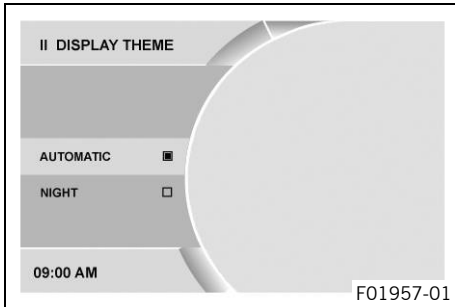 II DISPLAY THEME
AUTOMATIC
NIGHT
09:00 AM
F01957-01